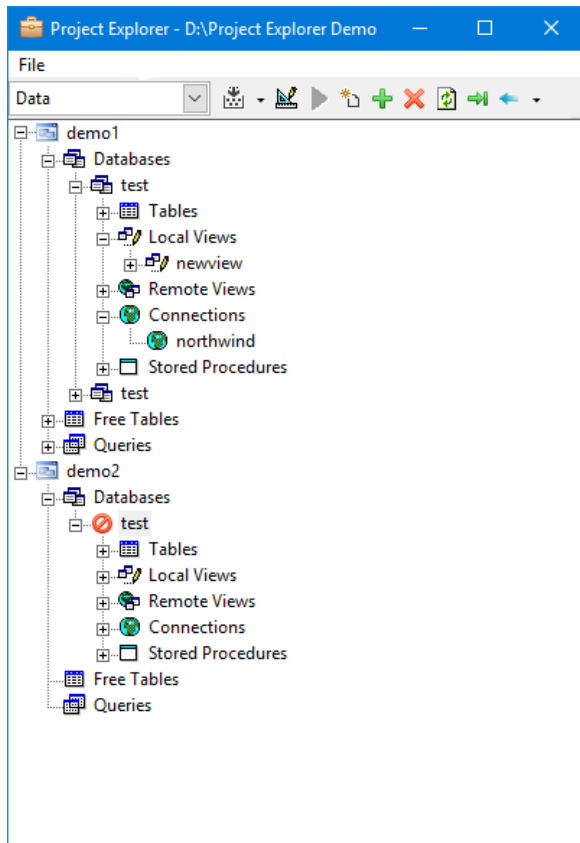 Project Explorer - D:\Project Explorer Demo
File
Data
demo1
Databases
test
Tables
Local Views
newview
Remote Views
Connections
northwind
Stored Procedures
test
Free Tables
Queries
demo2
Databases
test
Tables
Local Views
Remote Views
Connections
Stored Procedures
Free Tables
Queries